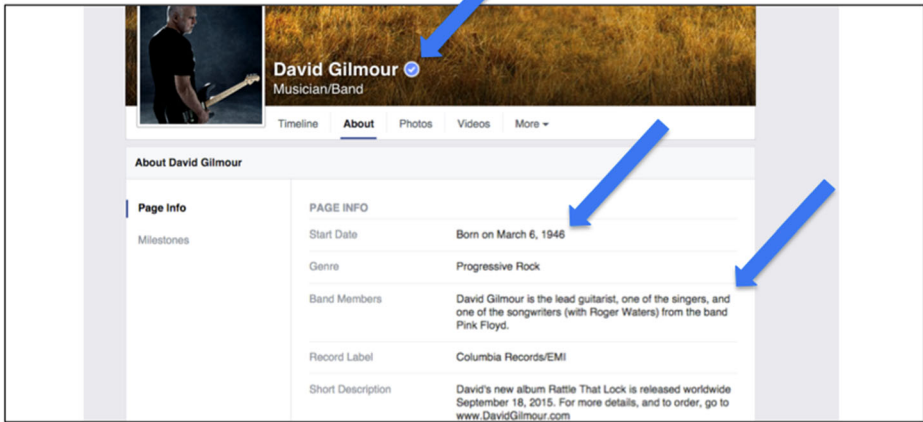 David Gilmour
Musician/Band
Timeline About Photos Videos More
About David Gilmour
Page Info
Milestones
PAGE INFO
Start Date Born on March 6, 1946
Genre Progressive Rock
Band Members David Gilmour is the lead guitarist, one of the singers, and
one of the songwriters (with Roger Waters) from the band
Pink Floyd.
Record Label Columbia Records/EMI
Short Description David's new album Rattle That Lock is released worldwide
September 18, 2015. For more details, and to order, go to
www.DavidGilmour.com